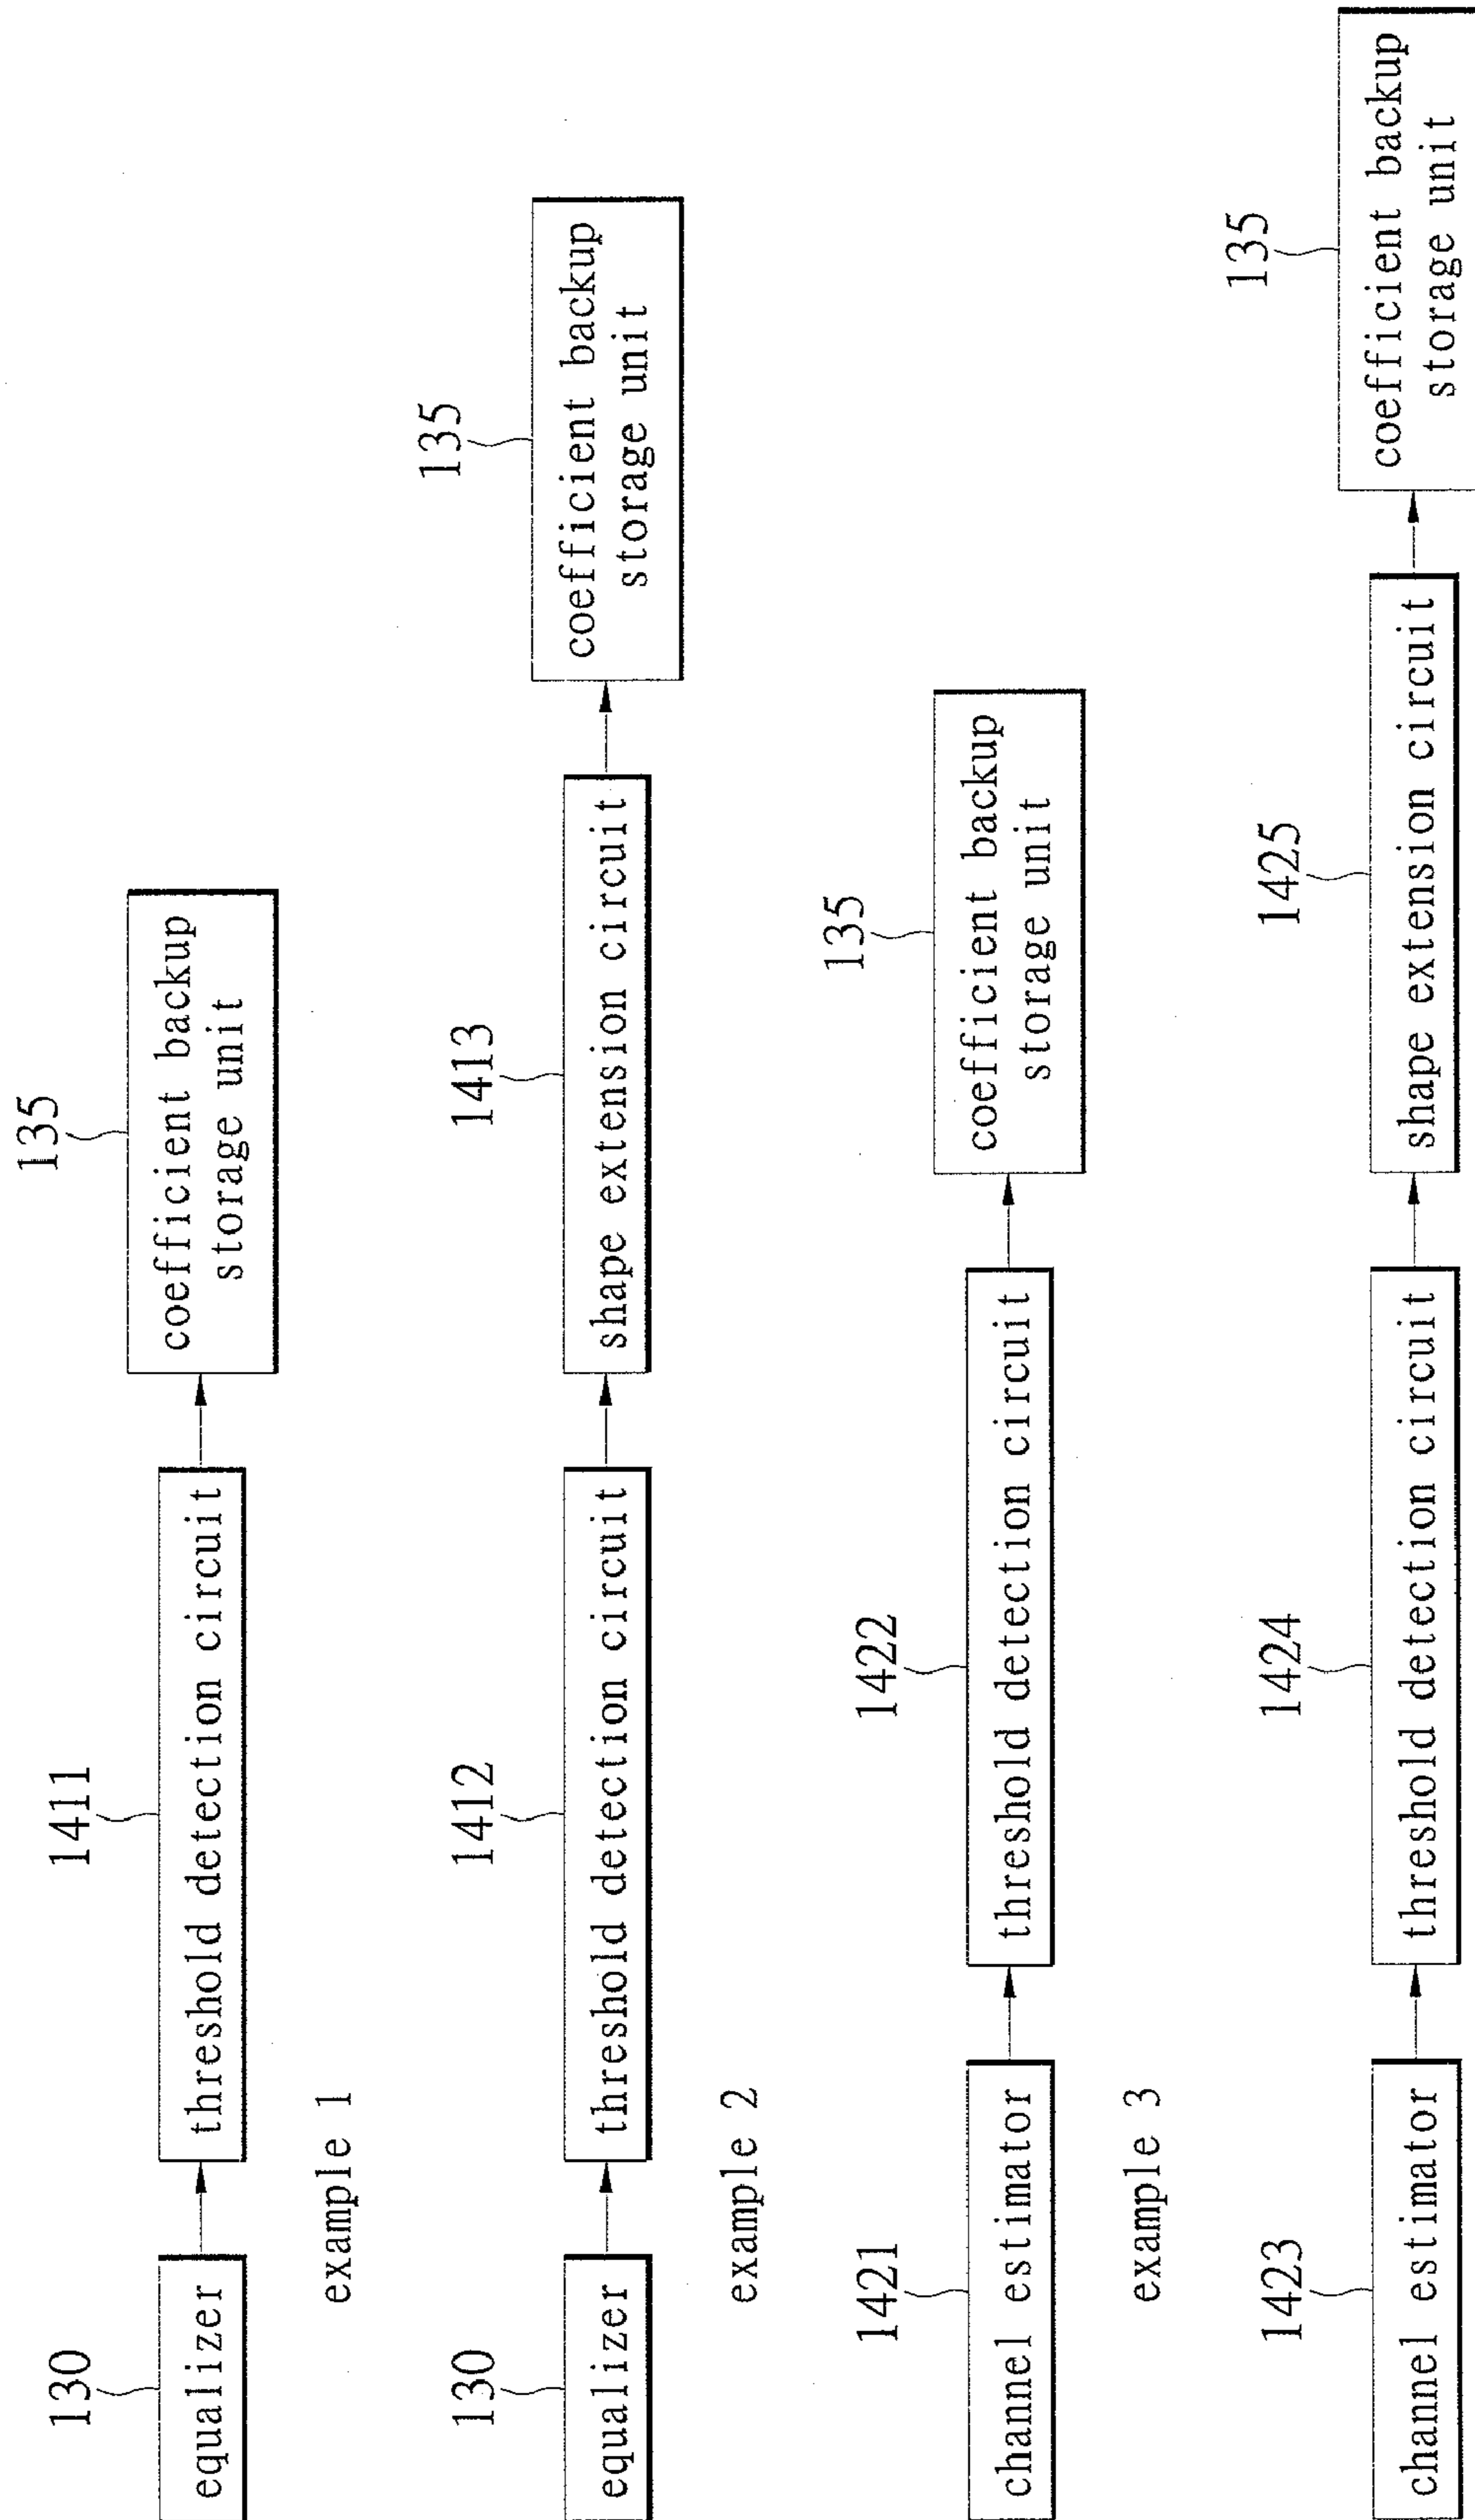 130
1411
135
equalizer
threshold detection circuit
coefficient backup
storage unit
example 1
130
1412
1413
135
equalizer
threshold detection circuit
shape extension circuit
coefficient backup
storage unit
example 2
1421
1422
135
channel estimator
threshold detection circuit
coefficient backup
storage unit
example 3
1423
1424
1425
135
channel estimator
threshold detection circuit
shape extension circuit
coefficient backup
storage unit